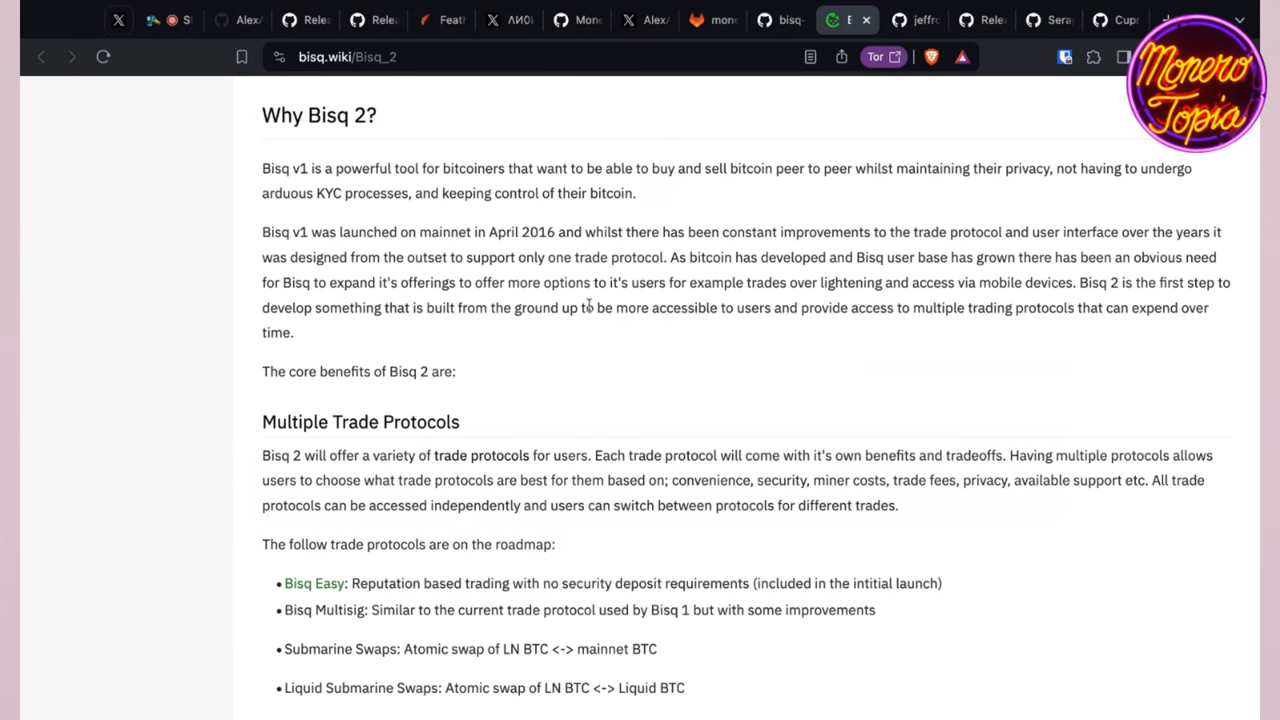 S
Alex/
Relea
Relea
Feath
ΛИ0
Mone
Alex/
mone
bisq-
E
jeffrc
Relea
Sera
Cupr
bisq.wiki/Bisq_2
Tor
Monero
Topia
Why Bisq 2?
Bisq v1 is a powerful tool for bitcoiners that want to be able to buy and sell bitcoin peer to peer whilst maintaining their privacy, not having to undergo
arduous KYC processes, and keeping control of their bitcoin.
Bisq v1 was launched on mainnet in April 2016 and whilst there has been constant improvements to the trade protocol and user interface over the years it
was designed from the outset to support only one trade protocol. As bitcoin has developed and Bisq user base has grown there has been an obvious need
for Bisq to expand it's offerings to offer more options to it's users for example trades over lightening and access via mobile devices. Bisq 2 is the first step to
develop something that is built from the ground up to be more accessible to users and provide access to multiple trading protocols that can expend over
time.
The core benefits of Bisq 2 are:
Multiple Trade Protocols
Bisq 2 will offer a variety of trade protocols for users. Each trade protocol will come with it's own benefits and tradeoffs. Having multiple protocols allows
users to choose what trade protocols are best for them based on; convenience, security, miner costs, trade fees, privacy, available support etc. All trade
protocols can be accessed independently and users can switch between protocols for different trades.
The follow trade protocols are on the roadmap:
• Bisq Easy: Reputation based trading with no security deposit requirements (included in the intitial launch)
• Bisq Multisig: Similar to the current trade protocol used by Bisq 1 but with some improvements
• Submarine Swaps: Atomic swap of LN BTC <-> mainnet BTC
• Liquid Submarine Swaps: Atomic swap of LN BTC <-> Liquid BTC